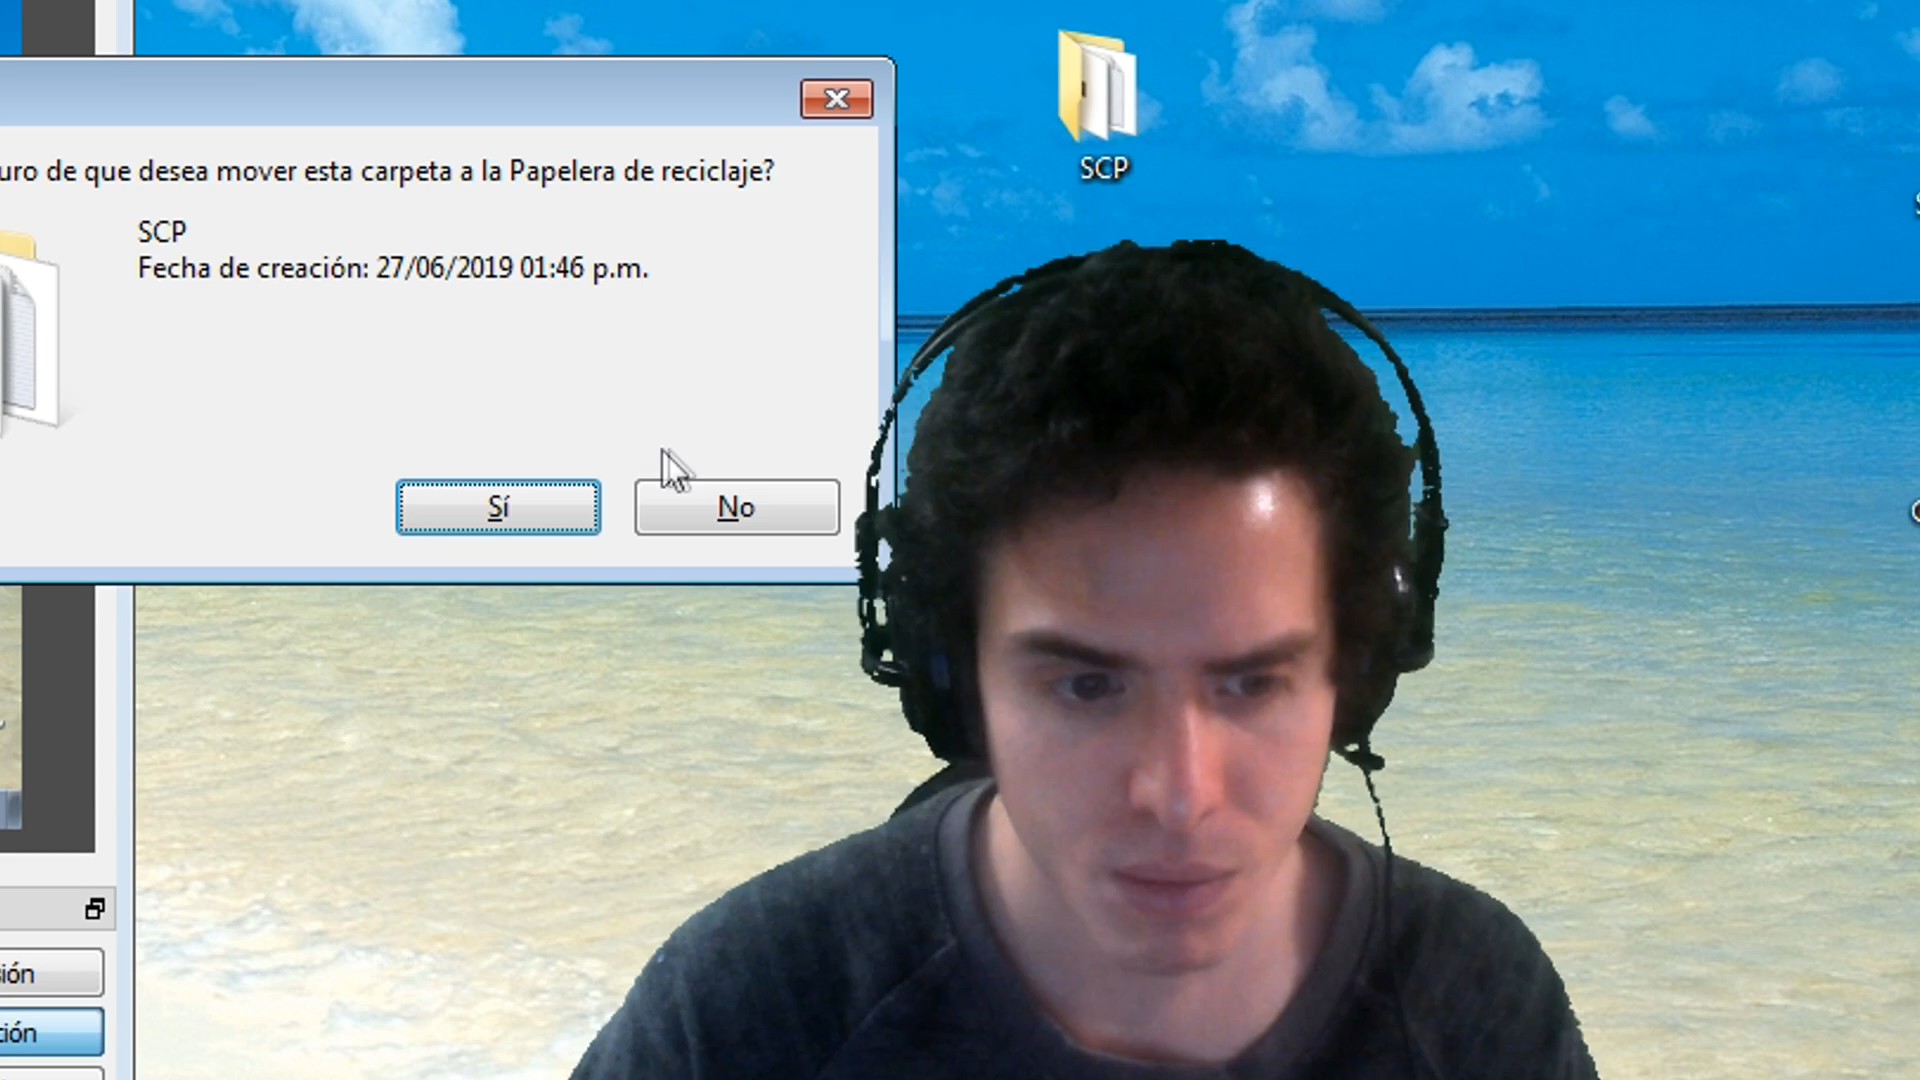 SCP
uro de que desea mover esta carpeta a la Papelera de reciclaje?
SCP
Fecha de creación: 27/06/2019 01:46 p.m.
Sí
No
ión
ción